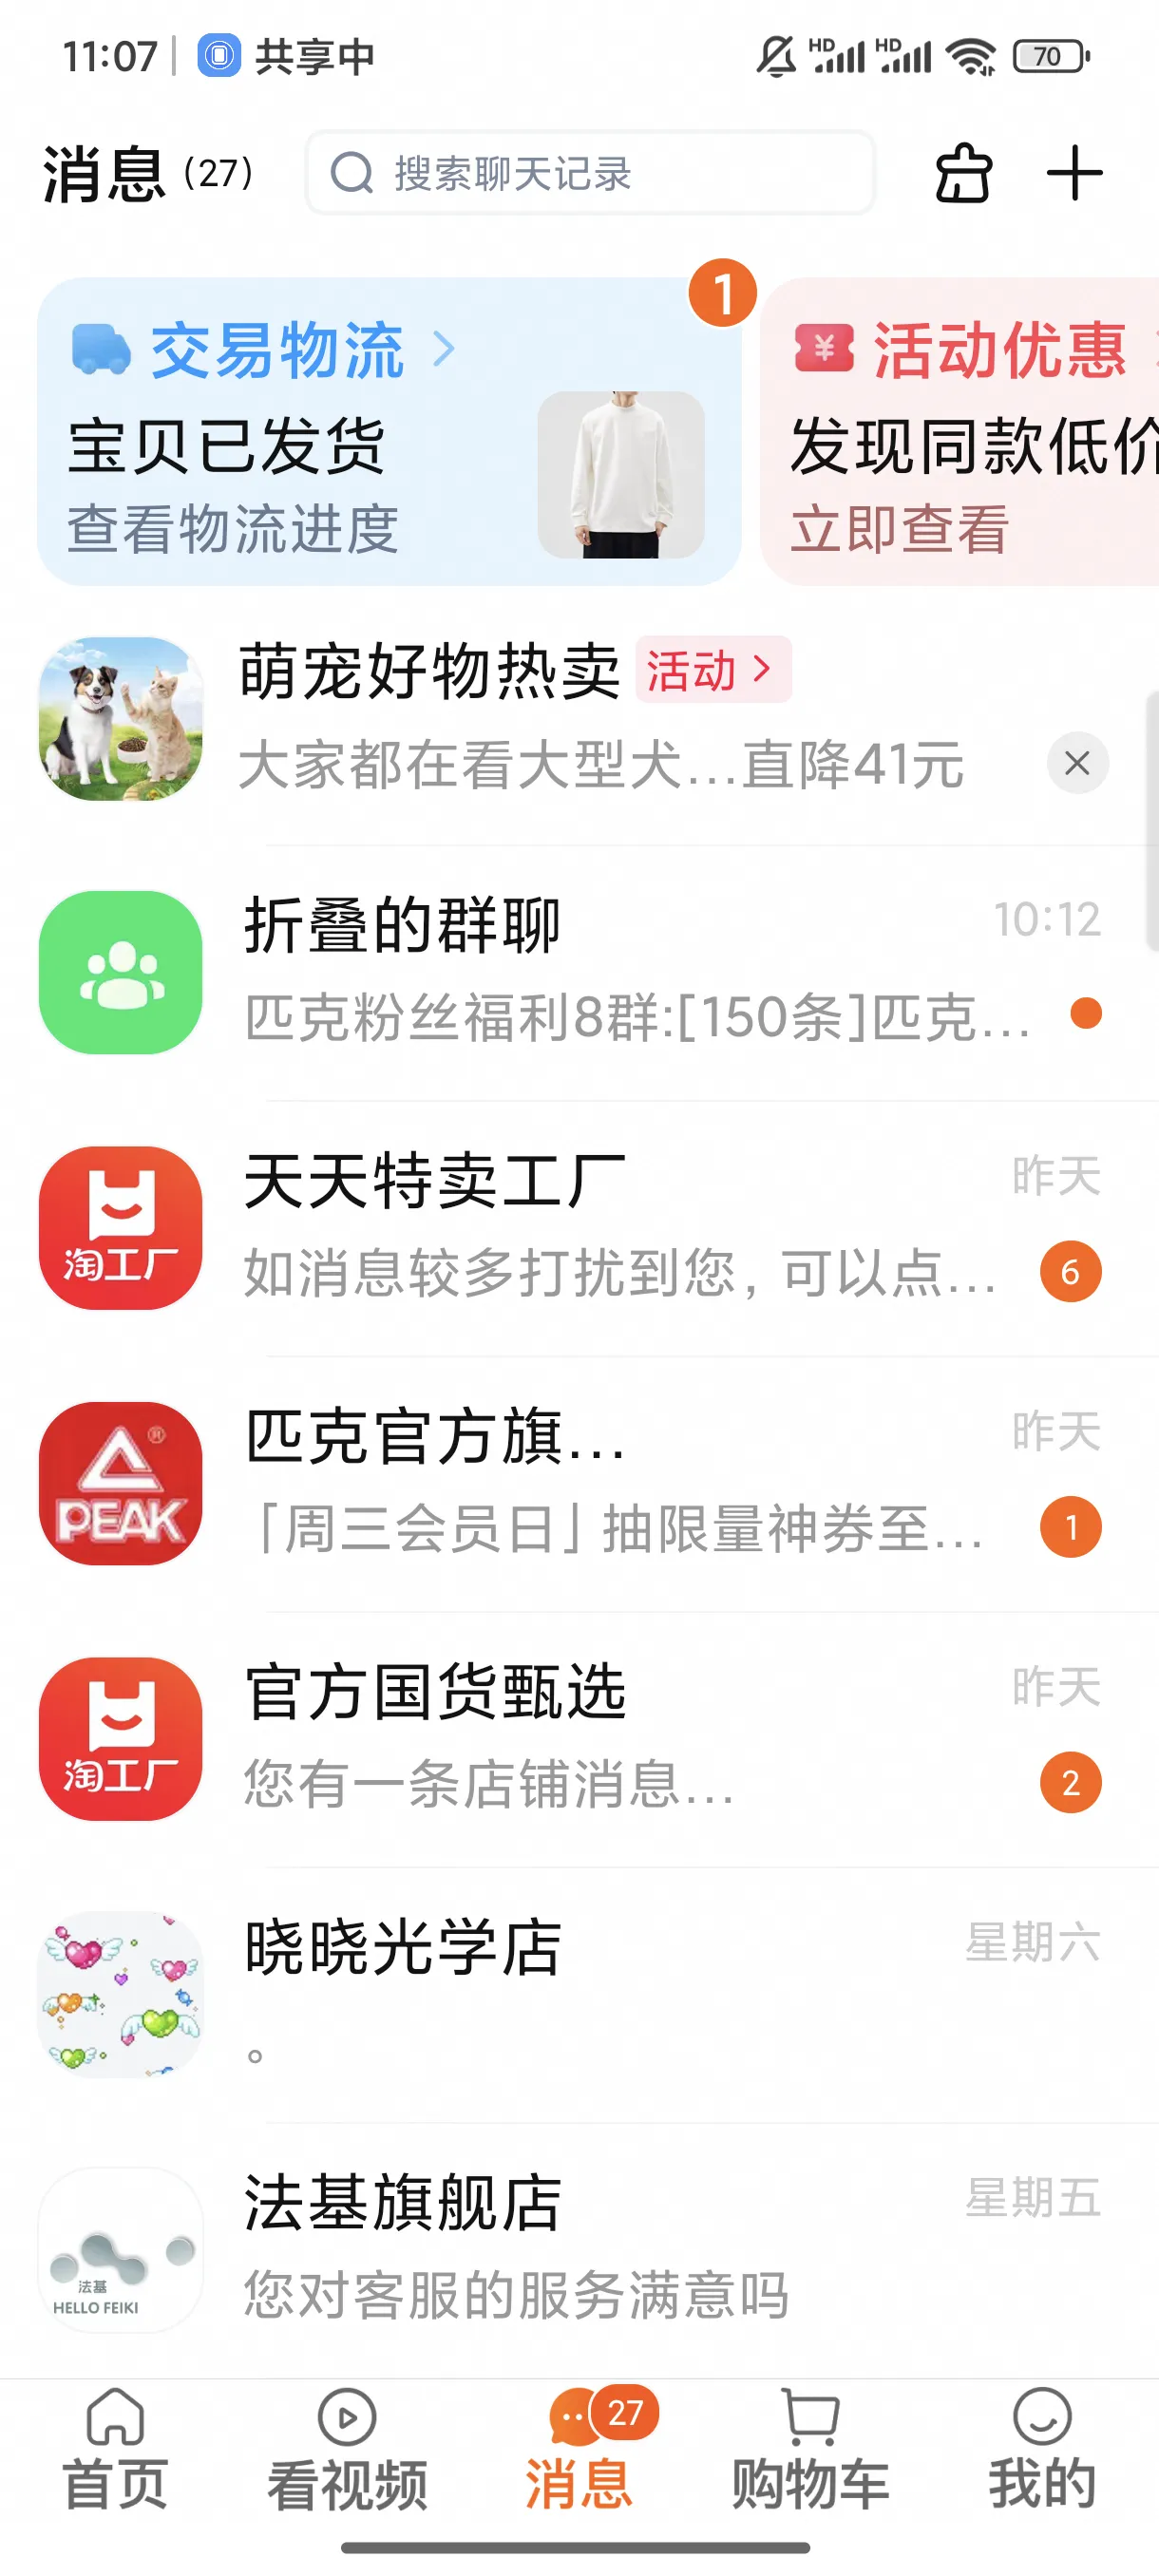 11:07 共享中 HD HD 70
消息 (27) 搜索聊天记录
1
交易物流
宝贝已发货
查看物流进度
¥ 活动优惠
发现同款低价
立即查看
萌宠好物热卖 活动
大家都在看大型犬...直降41元
折叠的群聊 10:12
匹克粉丝福利8群:[150条]匹克...
天天特卖工厂 昨天
淘工厂
如消息较多打扰到您，可以点... 6
匹克官方旗... 昨天
®
PEAK
「周三会员日」抽限量神券至... 1
官方国货甄选 昨天
淘工厂
您有一条店铺消息... 2
晓晓光学店 星期六
。
法基旗舰店 星期五
法基
HELLO FEIKI
您对客服的服务满意吗
27
首页 看视频 消息 购物车 我的